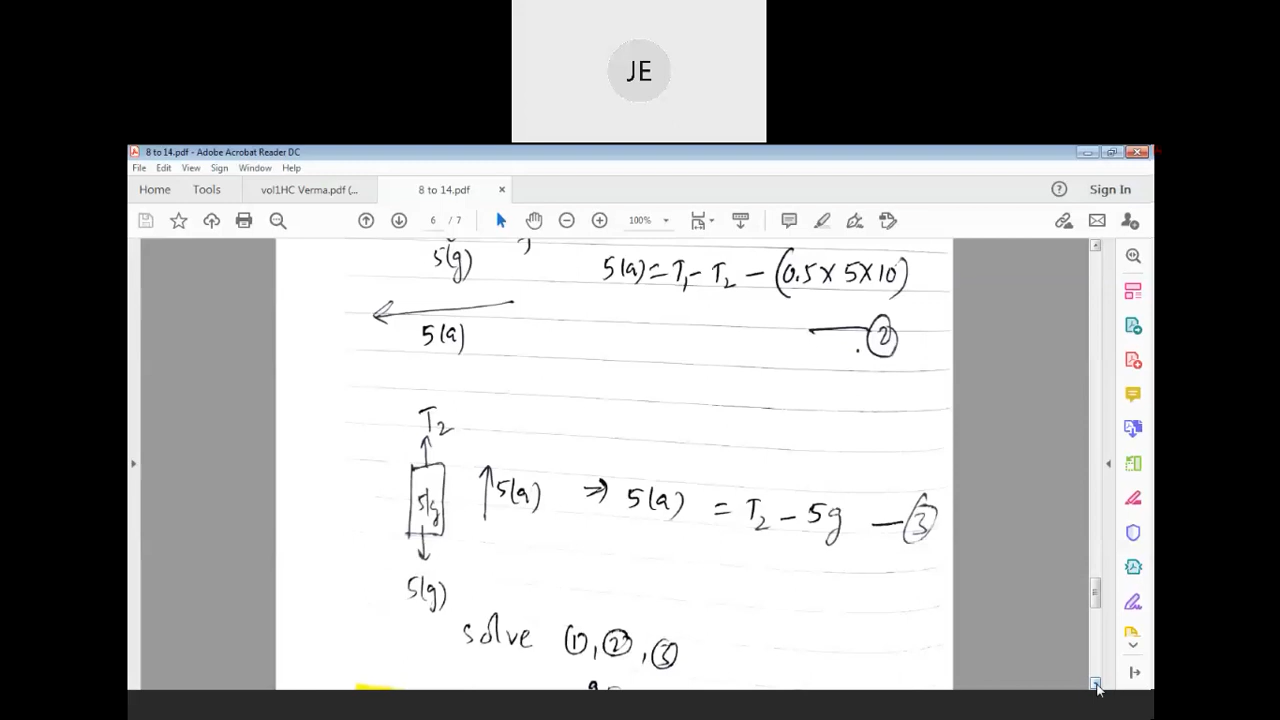 JE
8 to 14.pdf - Adobe Acrobat Reader DC
File Edit View Sign Window Help
Home Tools vol1HC Verma.pdf (... 8 to 14.pdf × Sign In
6 / 7 100%
5(g)
5(a) = T1 - T2 - (0.5 × 5 × 10)
5(a)
2
T2
5(a) ⇒ 5(a) = T2 - 5g — 3
5g
5(g)
solve 1, 2, 3